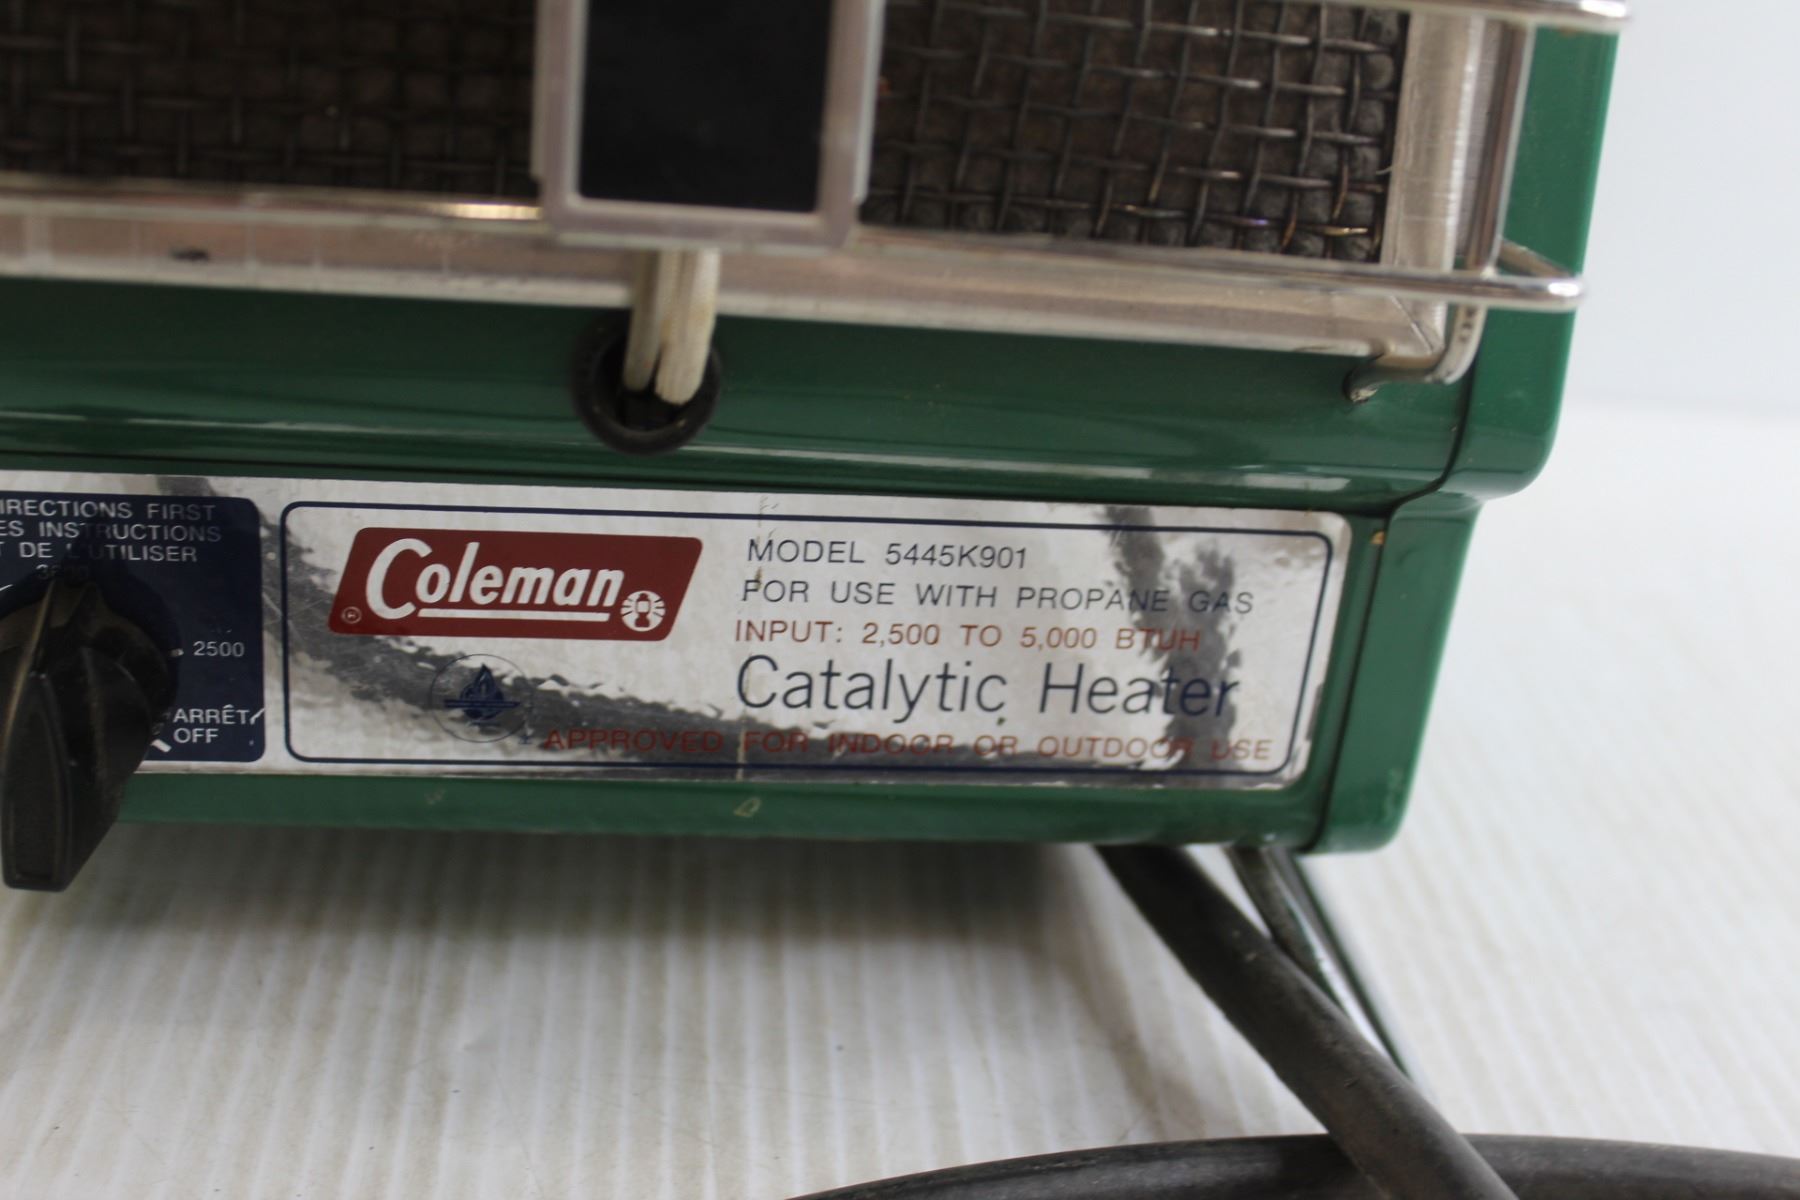 IRECTIONS FIRST
ES INSTRUCTIONS
T DE L'UTILISER
2500
ARRÊT/
OFF
Coleman
MODEL 5445K901
FOR USE WITH PROPANE GAS
INPUT: 2,500 TO 5,000 BTUH
Catalytic Heater
APPROVED FOR INDOOR OR OUTDOOR USE